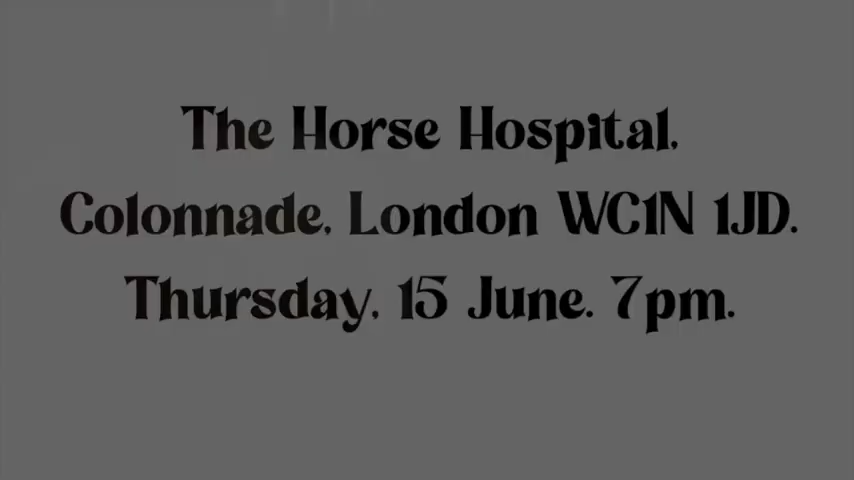 The Horse Hospital,
Colonnade, London WC1N 1JD.
Thursday, 15 June. 7pm.